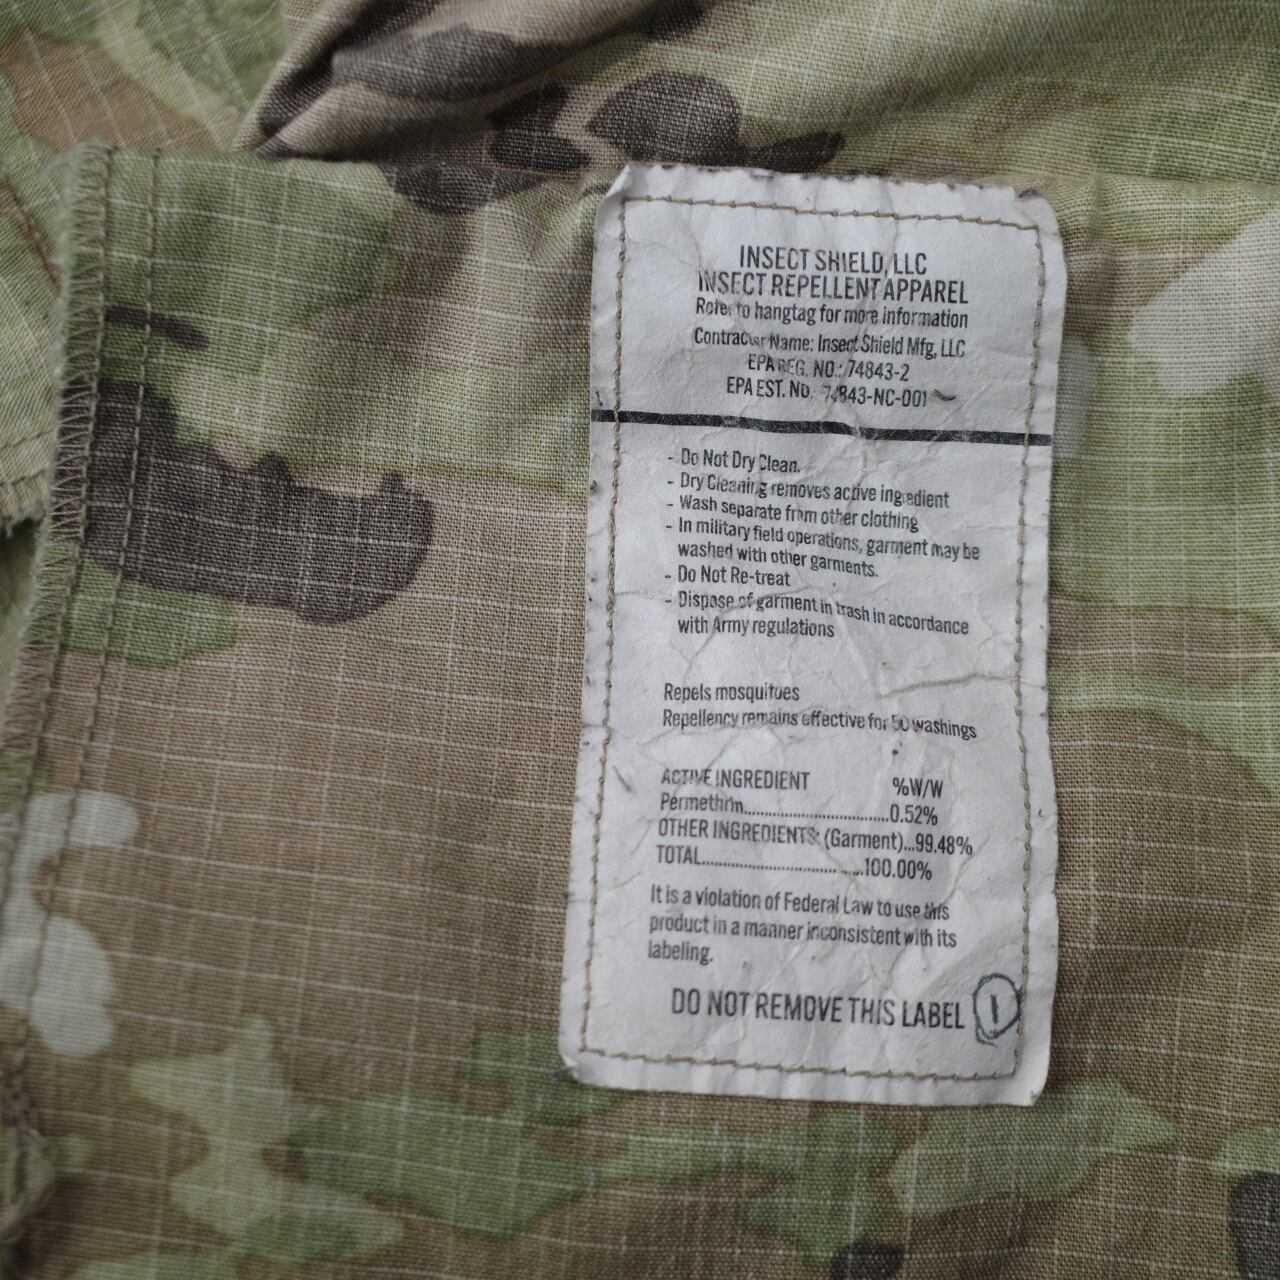 INSECT SHIELD, LLC
INSECT REPELLENT APPAREL
Refer to hangtag for more information
Contractor Name: Insect Shield Mfg, LLC
EPA REG. NO.: 74843-2
EPA EST. NO. 74843-NC-001
- Do Not Dry Clean.
- Dry Cleaning removes active ingredient
- Wash separate from other clothing
- In military field operations, garment may be
washed with other garments.
- Do Not Re-treat
- Dispose of garment in trash in accordance
with Army regulations
Repels mosquitoes
Repellency remains effective for 50 washings
ACTIVE INGREDIENT %W/W
Permethrin..................................0.52%
OTHER INGREDIENTS: (Garment)...99.48%
TOTAL......................................100.00%
It is a violation of Federal Law to use this
product in a manner inconsistent with its
labeling.
DO NOT REMOVE THIS LABEL 1